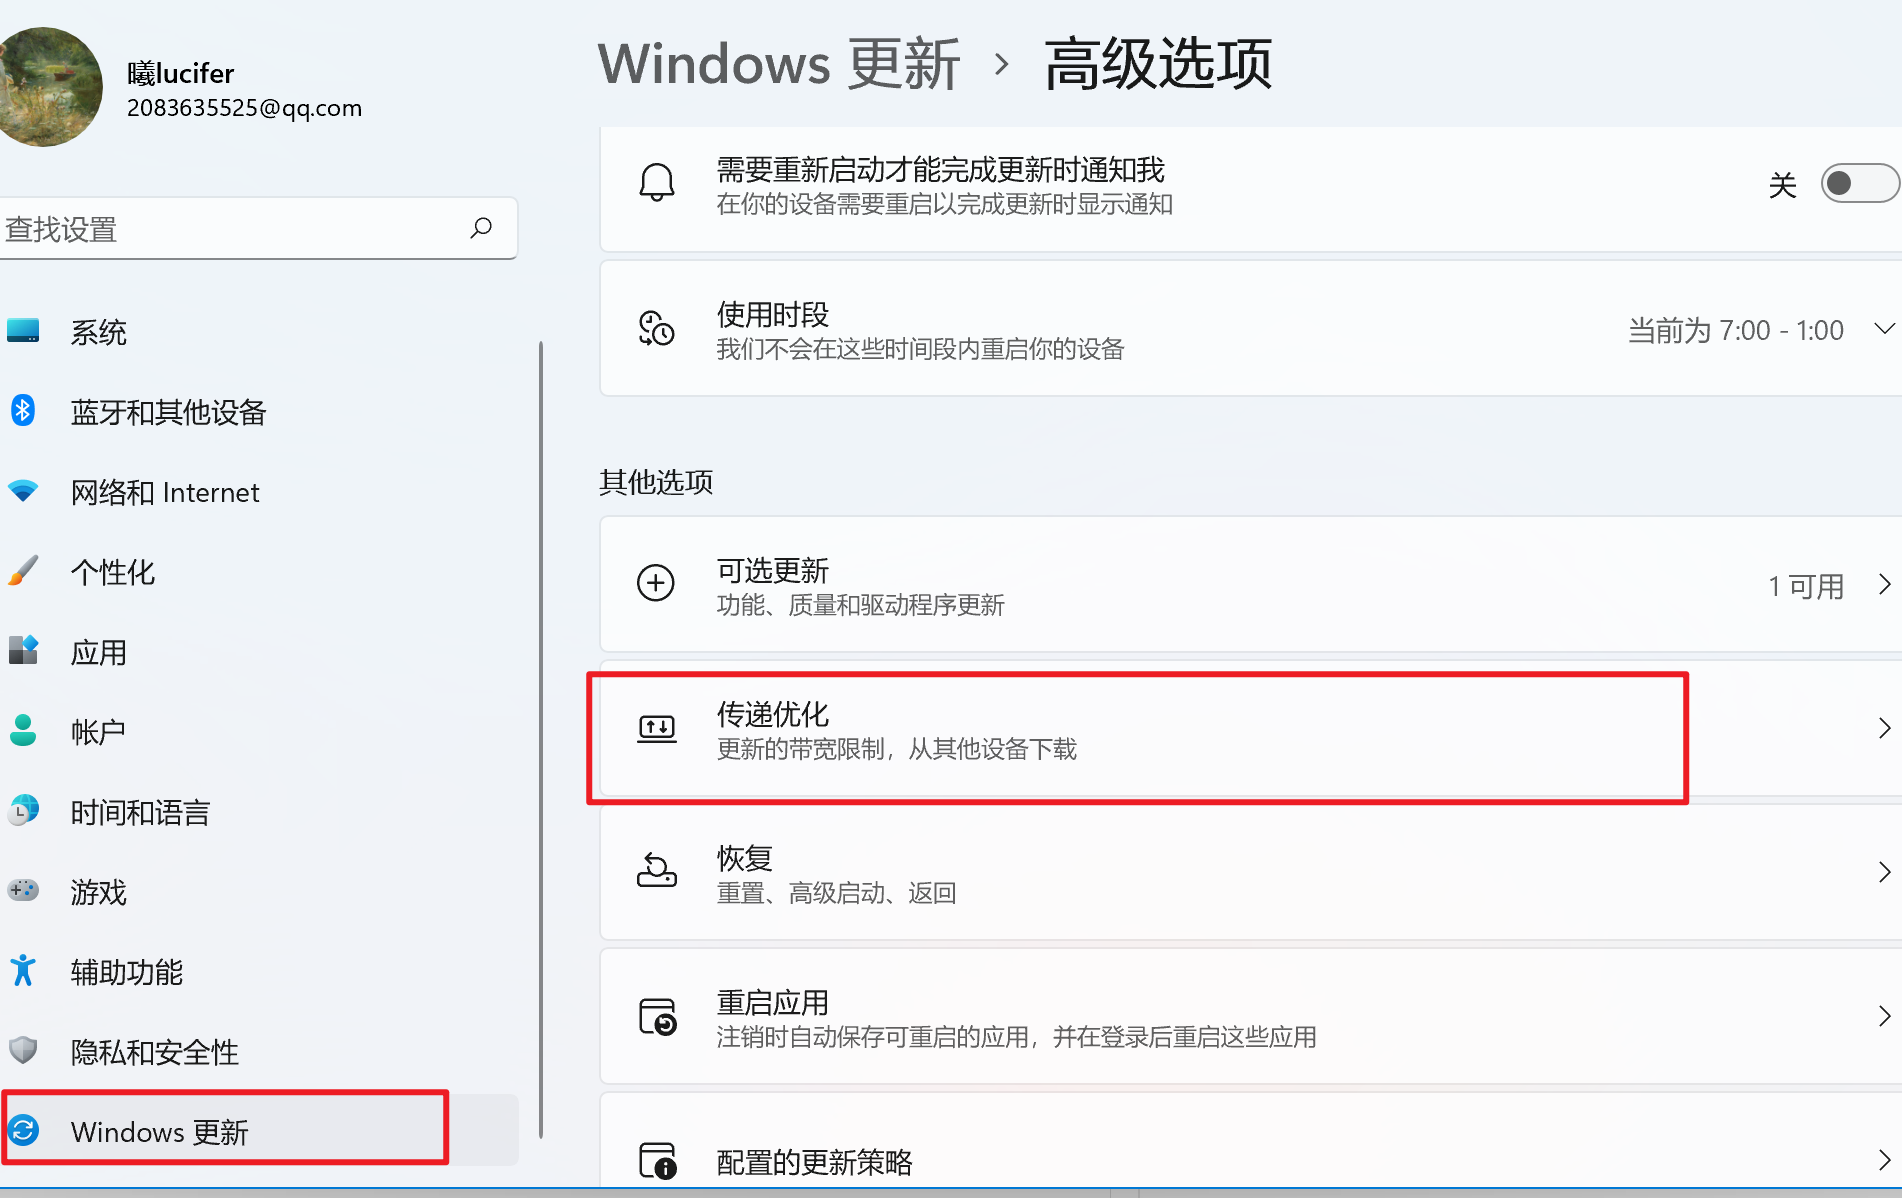 曦lucifer
2083635525@qq.com
查找设置
系统
蓝牙和其他设备
网络和 Internet
个性化
应用
帐户
时间和语言
游戏
辅助功能
隐私和安全性
Windows 更新
Windows 更新 › 高级选项
需要重新启动才能完成更新时通知我
在你的设备需要重启以完成更新时显示通知
关
使用时段
我们不会在这些时间段内重启你的设备
当前为 7:00 - 1:00
其他选项
可选更新
功能、质量和驱动程序更新
1 可用
传递优化
更新的带宽限制，从其他设备下载
恢复
重置、高级启动、返回
重启应用
注销时自动保存可重启的应用，并在登录后重启这些应用
配置的更新策略